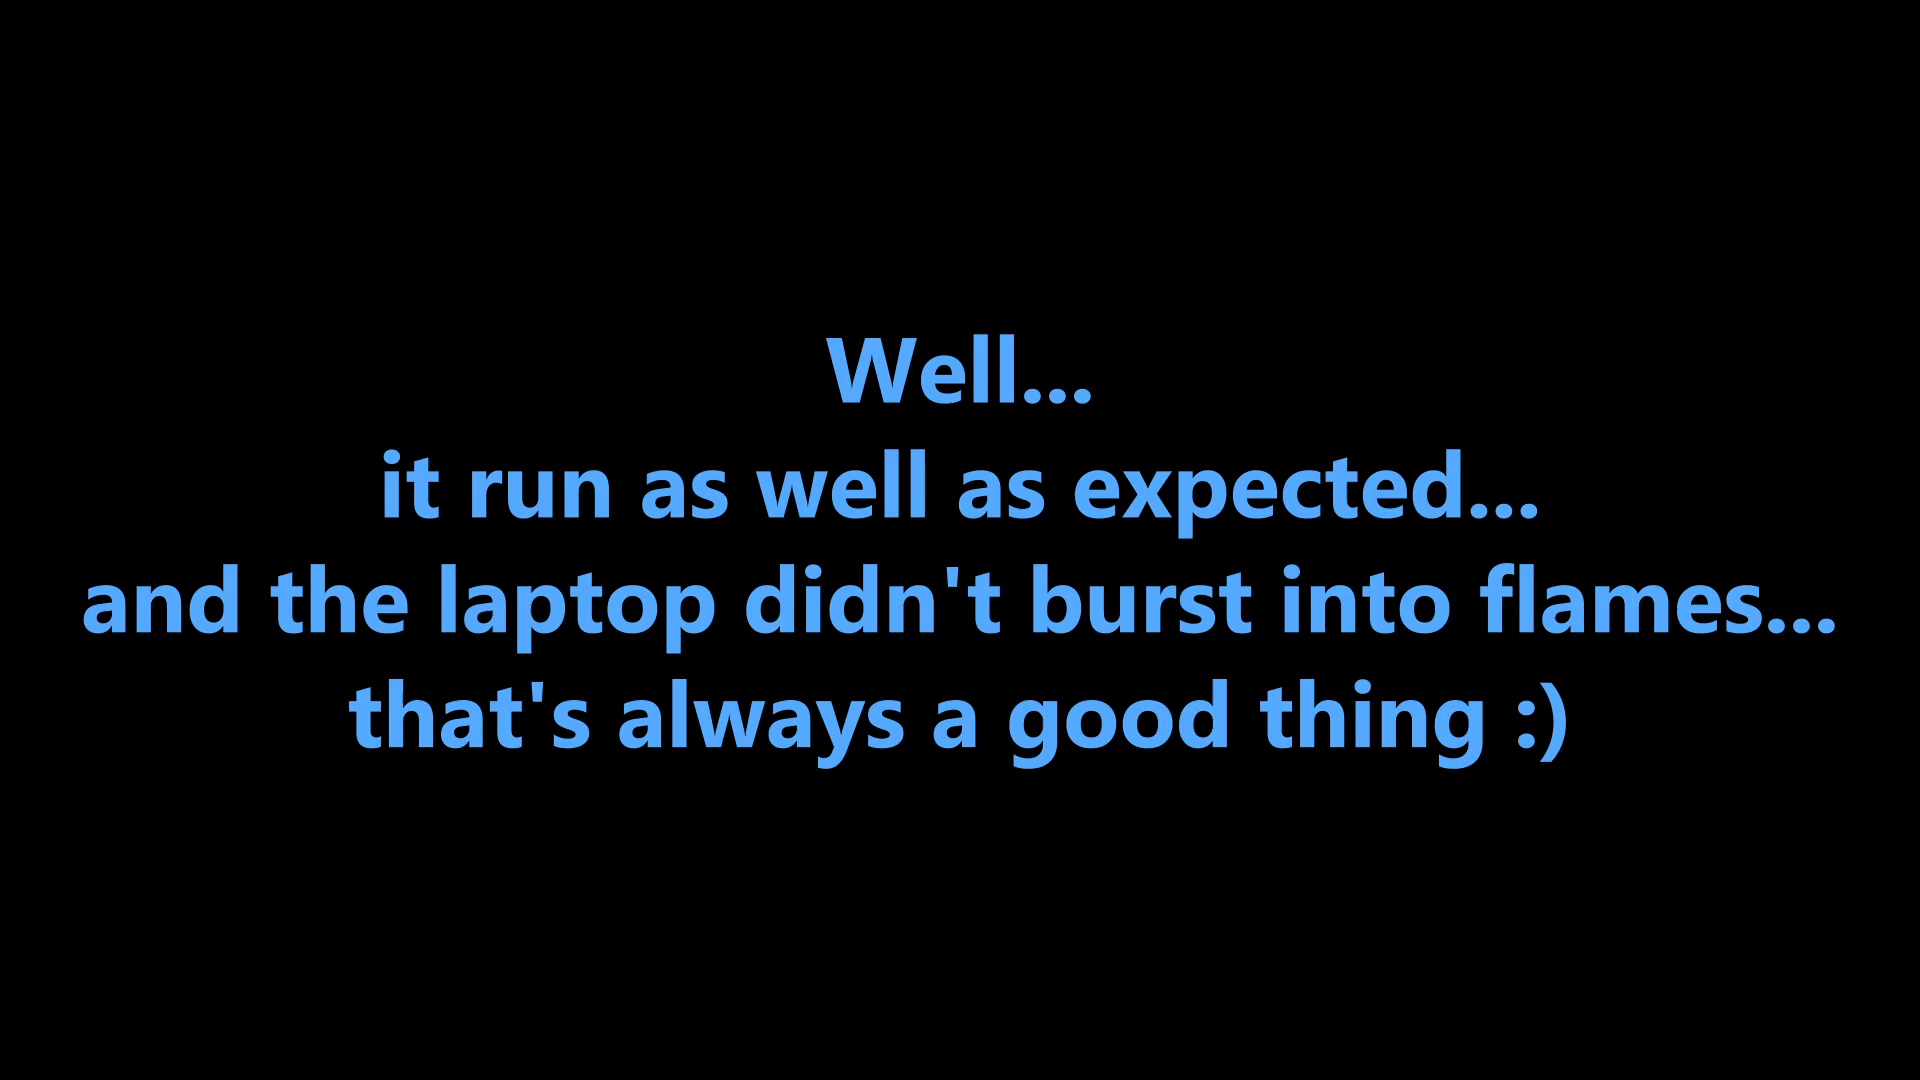 Well...
it run as well as expected...
and the laptop didn't burst into flames...
that's always a good thing :)